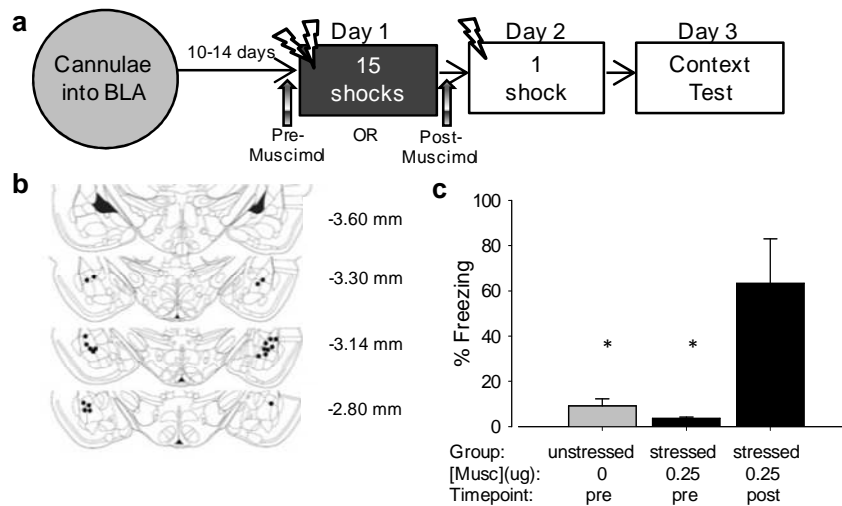 a
Cannulae
into BLA
10-14 days
Day 1
15
shocks
Pre-
Muscimol
OR
Post-
Muscimol
Day 2
1
shock
Day 3
Context
Test
b
-3.60 mm
-3.30 mm
-3.14 mm
-2.80 mm
c
% Freezing
100
80
60
40
20
0
* *
Group: unstressed stressed stressed
[Musc](ug): 0 0.25 0.25
Timepoint: pre pre post